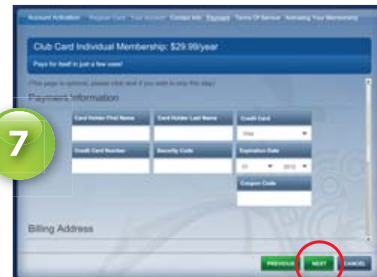 Account Activation Register Card Your Account Contact Info Payment Terms Of Service Activating Your Membership
Club Card Individual Membership: $29.99/year
Pays for itself in just a few uses!
(This page is optional, please click next if you wish to skip this step)
Payment Information
7
Card Holder First Name Card Holder Last Name Credit Card
Visa
Credit Card Number Security Code Expiration Date
01 2012
Coupon Code
Billing Address
PREVIOUS NEXT CANCEL